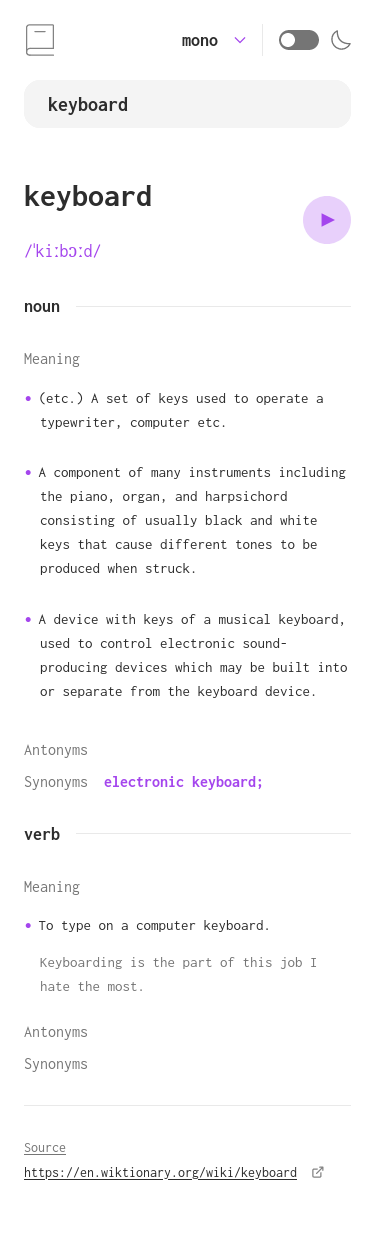 mono
keyboard
keyboard
/ˈkiːbɔːd/
noun
Meaning
• (etc.) A set of keys used to operate a
typewriter, computer etc.
• A component of many instruments including
the piano, organ, and harpsichord
consisting of usually black and white
keys that cause different tones to be
produced when struck.
• A device with keys of a musical keyboard,
used to control electronic sound-
producing devices which may be built into
or separate from the keyboard device.
Antonyms
Synonyms electronic keyboard;
verb
Meaning
• To type on a computer keyboard.
Keyboarding is the part of this job I
hate the most.
Antonyms
Synonyms
Source
https://en.wiktionary.org/wiki/keyboard